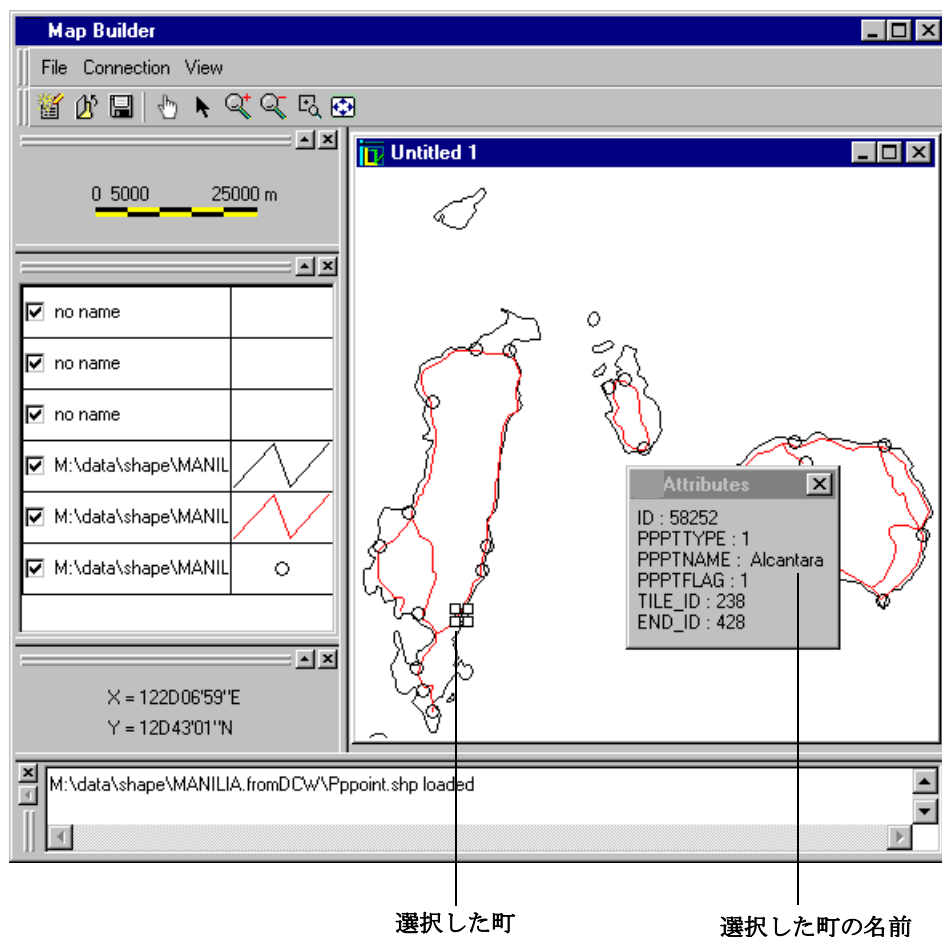 Map Builder
File Connection View
0 5000 25000 m
no name
no name
no name
M:\data\shape\MANIL
M:\data\shape\MANIL
M:\data\shape\MANIL
X = 122D06'59''E
Y = 12D43'01''N
Untitled 1
Attributes
ID : 58252
PPPTTYPE : 1
PPPTNAME : Alcantara
PPPTFLAG : 1
TILE_ID : 238
END_ID : 428
M:\data\shape\MANILIA.fromDCW\Pppoint.shp loaded
選択した町
選択した町の名前